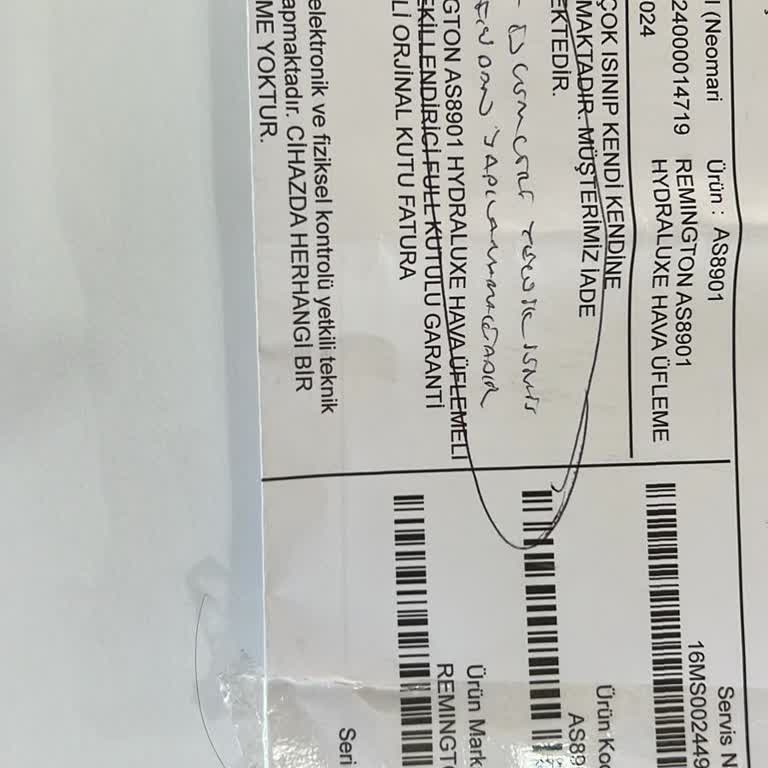 l (Neomari
Ürün : AS8901
24000014719
REMINGTON AS8901
024
HYDRALUXE HAVA ÜFLEME
ÇOK ISINIP KENDİ KENDİNE
MAKTADIR. MÜŞTERİMİZ İADE
EKTEDİR.
YAPILAMAMAKTADIR
GTON AS8901 HYDRALUXE HAVA ÜFLEMELİ
EKİLLENDİRİCİ FULL KUTULU GARANTİ
Lİ ORJİNAL KUTU FATURA
elektronik ve fiziksel kontrolü yetkili teknik
apmaktadır. CİHAZDA HERHANGİ BİR
ME YOKTUR.
Servis N
16MS002449
Ürün Kod
AS89
Ürün Mark
REMINGT
Seri